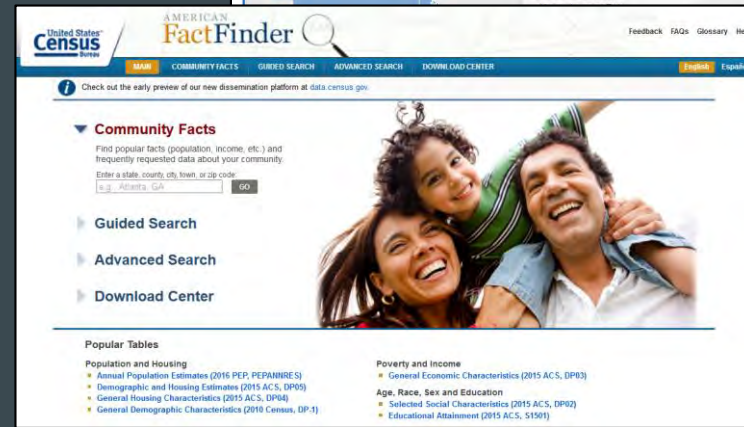 United States®
Census
Bureau
AMERICAN
FactFinder
Feedback FAQs Glossary He
MAIN COMMUNITY FACTS GUIDED SEARCH ADVANCED SEARCH DOWNLOAD CENTER English Españo
i Check out the early preview of our new dissemination platform at data.census.gov.
Community Facts
Find popular facts (population, income, etc.) and
frequently requested data about your community.
Enter a state, county, city, town, or zip code:
e.g., Atlanta, GA GO
Guided Search
Advanced Search
Download Center
Popular Tables
Population and Housing
Annual Population Estimates (2016 PEP, PEPANNRES)
Demographic and Housing Estimates (2015 ACS, DP05)
General Housing Characteristics (2015 ACS, DP04)
General Demographic Characteristics (2010 Census, DP-1)
Poverty and Income
General Economic Characteristics (2015 ACS, DP03)
Age, Race, Sex and Education
Selected Social Characteristics (2015 ACS, DP02)
Educational Attainment (2015 ACS, S1501)